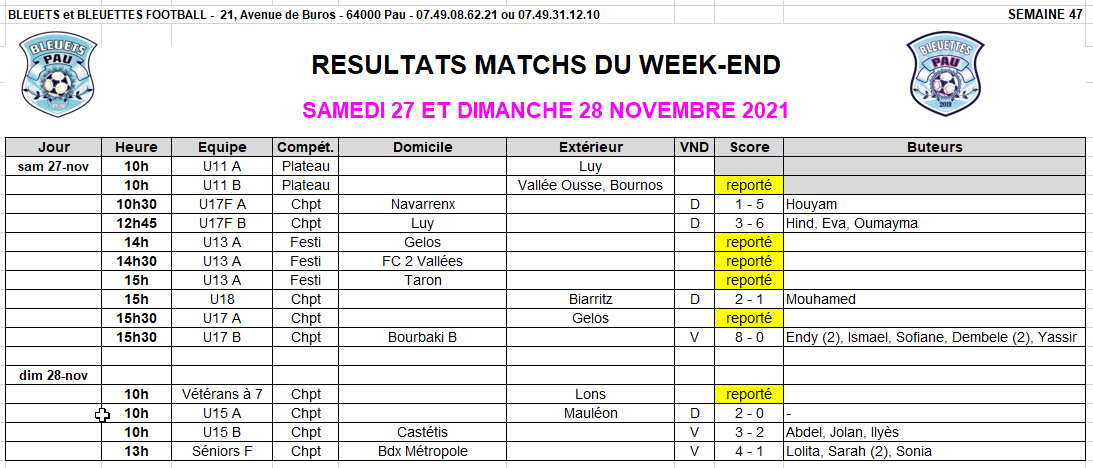 BLEUETS et BLEUETTES FOOTBALL - 21, Avenue de Buros - 64000 Pau - 07.49.08.62.21 ou 07.49.31.12.10 SEMAINE 47
BLEUETS
PAU
BLEUETTES
PAU
2019
RESULTATS MATCHS DU WEEK-END
SAMEDI 27 ET DIMANCHE 28 NOVEMBRE 2021
Jour Heure Equipe Compét. Domicile Extérieur VND Score Buteurs
sam 27-nov 10h U11 A Plateau Luy
10h U11 B Plateau Vallée Ousse, Bournos reporté
10h30 U17F A Chpt Navarrenx D 1 - 5 Houyam
12h45 U17F B Chpt Luy D 3 - 6 Hind, Eva, Oumayma
14h U13 A Festi Gelos reporté
14h30 U13 A Festi FC 2 Vallées reporté
15h U13 A Festi Taron reporté
15h U18 Chpt Biarritz D 2 - 1 Mouhamed
15h30 U17 A Chpt Gelos reporté
15h30 U17 B Chpt Bourbaki B V 8 - 0 Endy (2), Ismael, Sofiane, Dembele (2), Yassir
dim 28-nov
10h Vétérans à 7 Chpt Lons reporté
10h U15 A Chpt Mauléon D 2 - 0 -
10h U15 B Chpt Castétis V 3 - 2 Abdel, Jolan, Ilyès
13h Séniors F Chpt Bdx Métropole V 4 - 1 Lolita, Sarah (2), Sonia